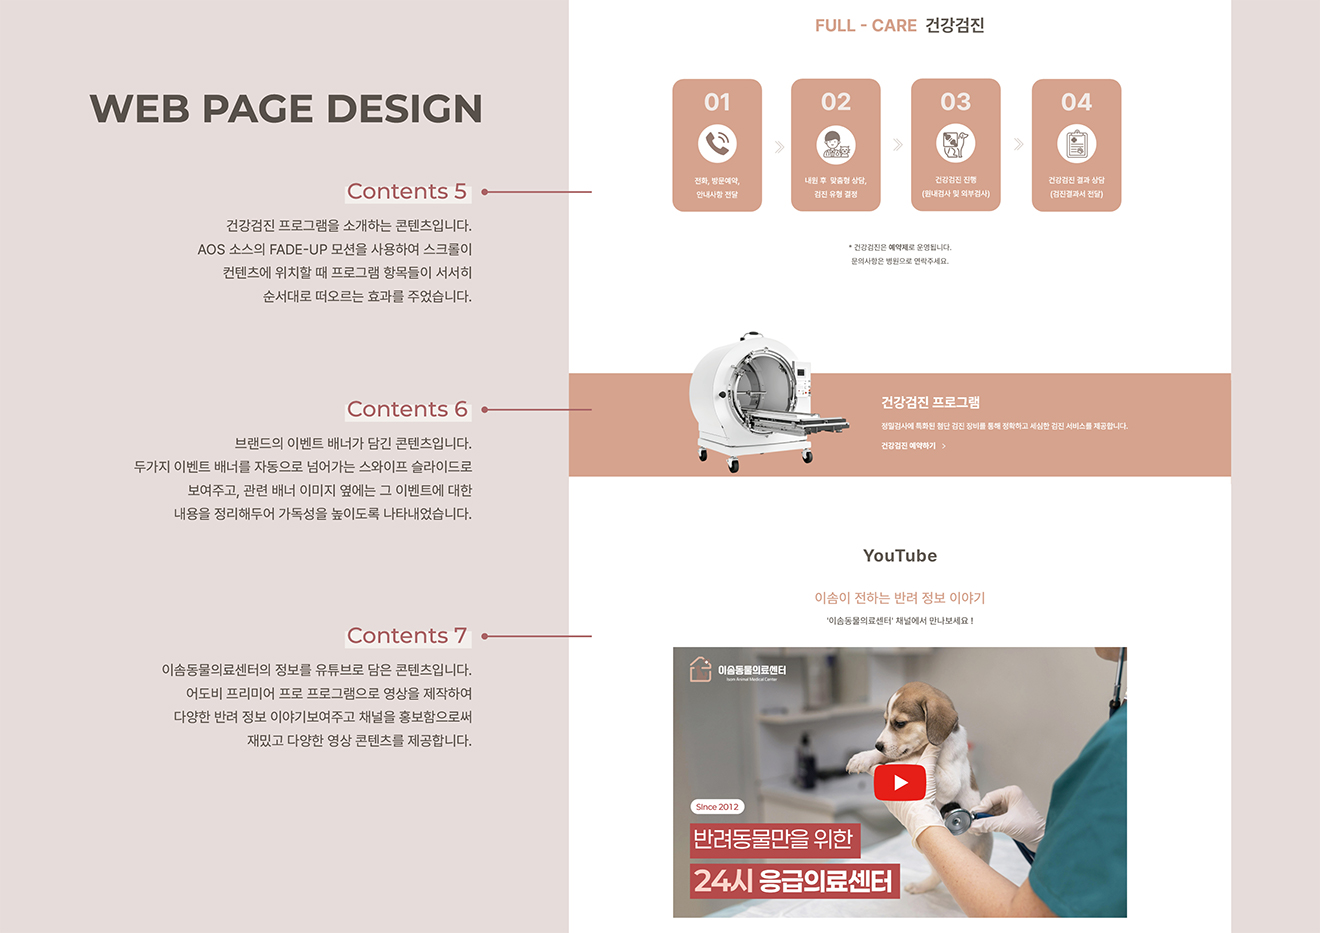 WEB PAGE DESIGN
Contents 5
건강검진 프로그램을 소개하는 콘텐츠입니다.
AOS 소스의 FADE-UP 모션을 사용하여 스크롤이
컨텐츠에 위치할 때 프로그램 항목들이 서서히
순서대로 떠오르는 효과를 주었습니다.
Contents 6
브랜드의 이벤트 배너가 담긴 콘텐츠입니다.
두가지 이벤트 배너를 자동으로 넘어가는 스와이프 슬라이드로
보여주고, 관련 배너 이미지 옆에는 그 이벤트에 대한
내용을 정리해두어 가독성을 높이도록 나타내었습니다.
Contents 7
이솜동물의료센터의 정보를 유튜브로 담은 콘텐츠입니다.
어도비 프리미어 프로 프로그램으로 영상을 제작하여
다양한 반려 정보 이야기보여주고 채널을 홍보함으로써
재밌고 다양한 영상 콘텐츠를 제공합니다.
FULL - CARE 건강검진
01
전화, 방문예약,
안내사항 전달
02
내원 후 맞춤형 상담,
검진 유형 결정
03
건강검진 진행
(원내검사 및 외부검사)
04
건강검진 결과 상담
(검진결과서 전달)
* 건강검진은 예약제로 운영됩니다.
문의사항은 병원으로 연락주세요.
건강검진 프로그램
정밀검사에 특화된 첨단 검진 장비를 통해 정확하고 세심한 검진 서비스를 제공합니다.
건강검진 예약하기 >
YouTube
이솜이 전하는 반려 정보 이야기
'이솜동물의료센터' 채널에서 만나보세요 !
이솜동물의료센터
Isom Animal Medical Center
Since 2012
반려동물만을 위한
24시 응급의료센터